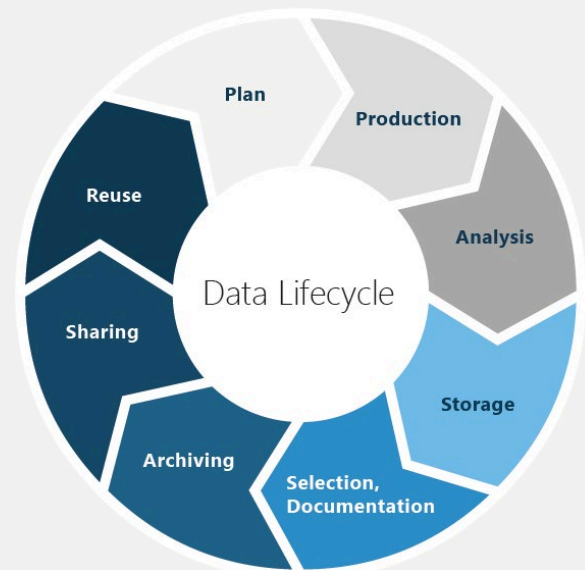 Plan
Production
Analysis
Storage
Selection,
Documentation
Archiving
Sharing
Reuse
Data Lifecycle